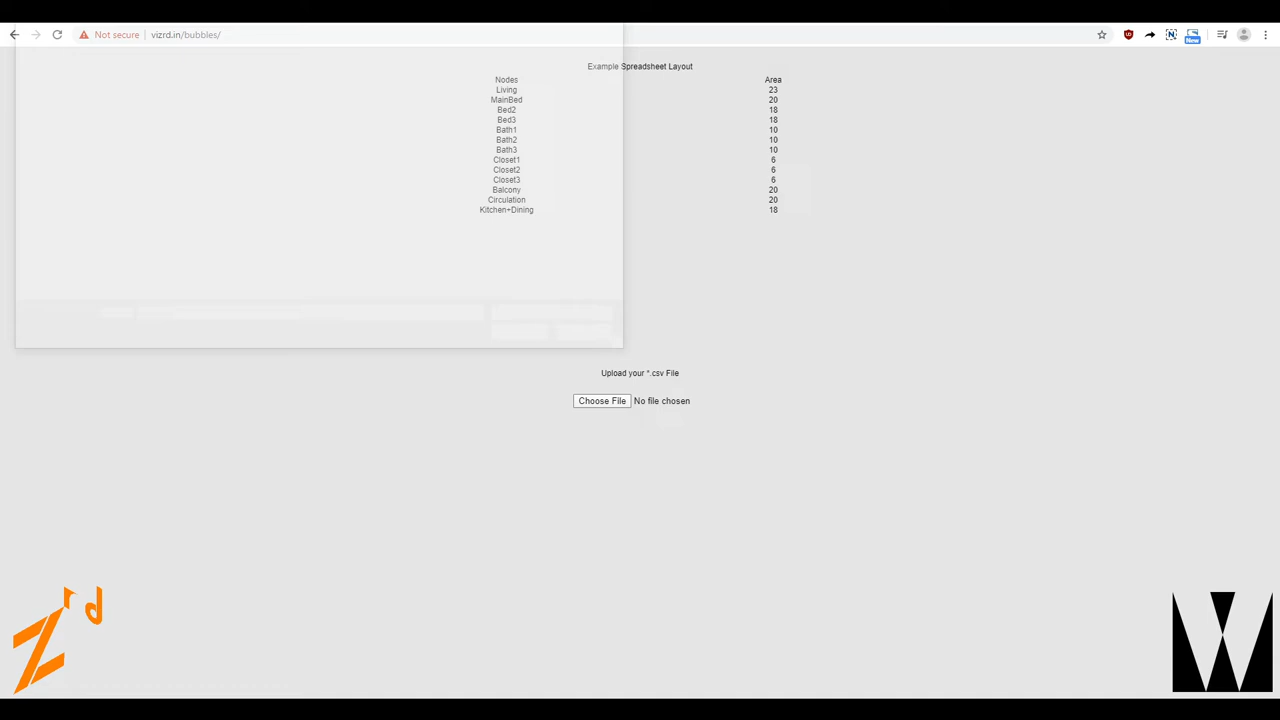 Not secure vizrd.in/bubbles/
New
Example Spreadsheet Layout
Nodes Area
Living 23
MainBed 20
Bed2 18
Bed3 18
Bath1 10
Bath2 10
Bath3 10
Closet1 6
Closet2 6
Closet3 6
Balcony 20
Circulation 20
Kitchen+Dining 18
Upload your *.csv File
Choose File No file chosen
Z'd
W